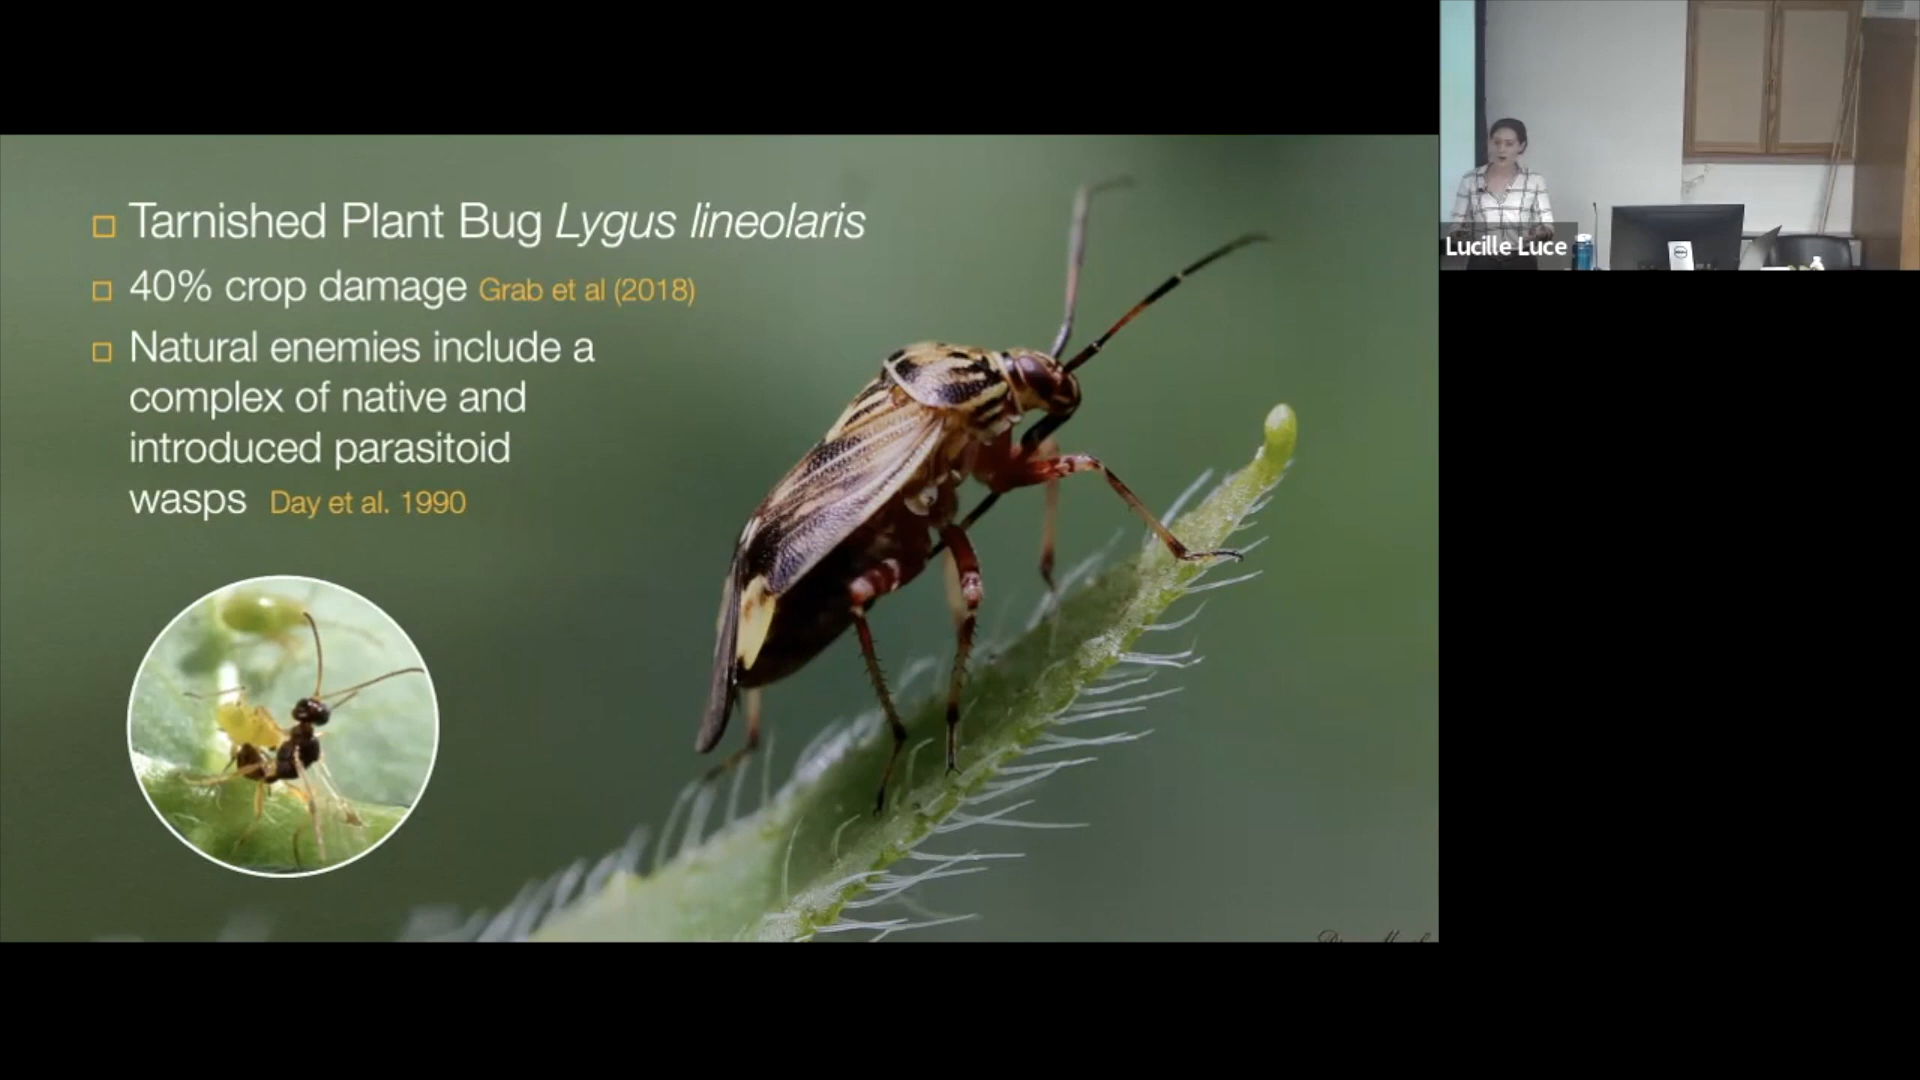 Tarnished Plant Bug Lygus lineolaris
40% crop damage Grab et al (2018)
Natural enemies include a
complex of native and
introduced parasitoid
wasps Day et al. 1990
Lucille Luce